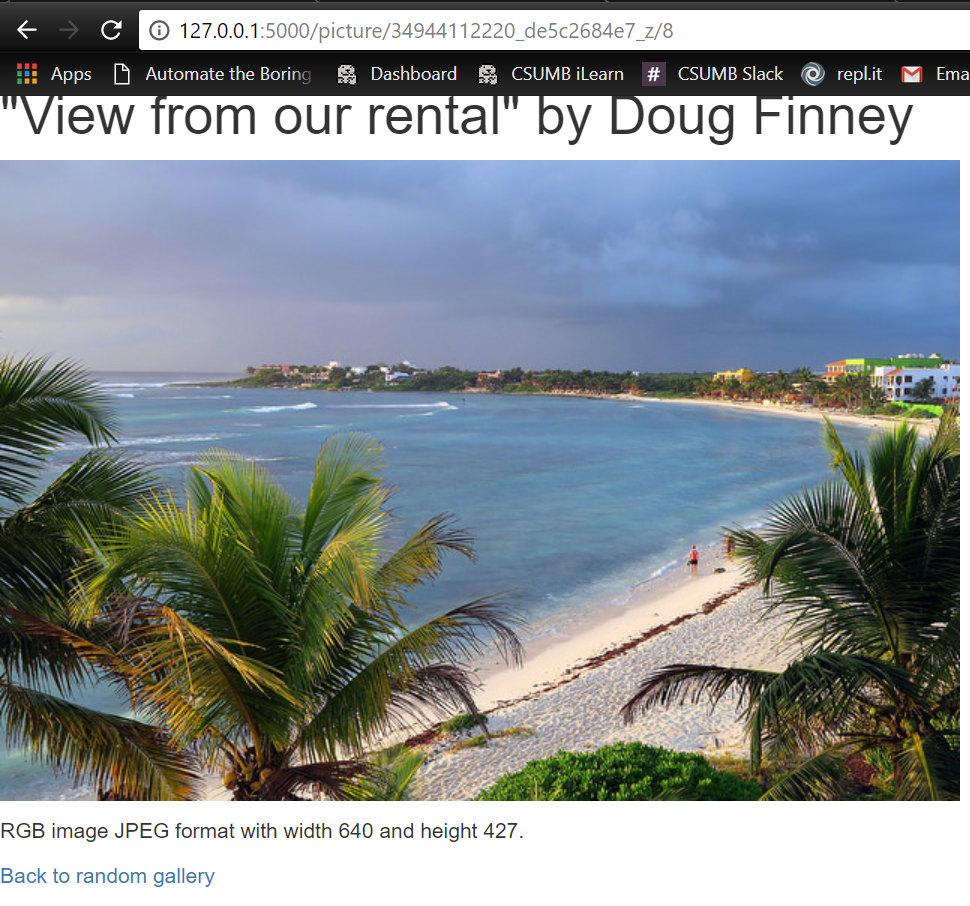 127.0.0.1:5000/picture/34944112220_de5c2684e7_z/8
Apps Automate the Boring Dashboard CSUMB iLearn # CSUMB Slack repl.it Ema
"View from our rental" by Doug Finney
RGB image JPEG format with width 640 and height 427.
Back to random gallery